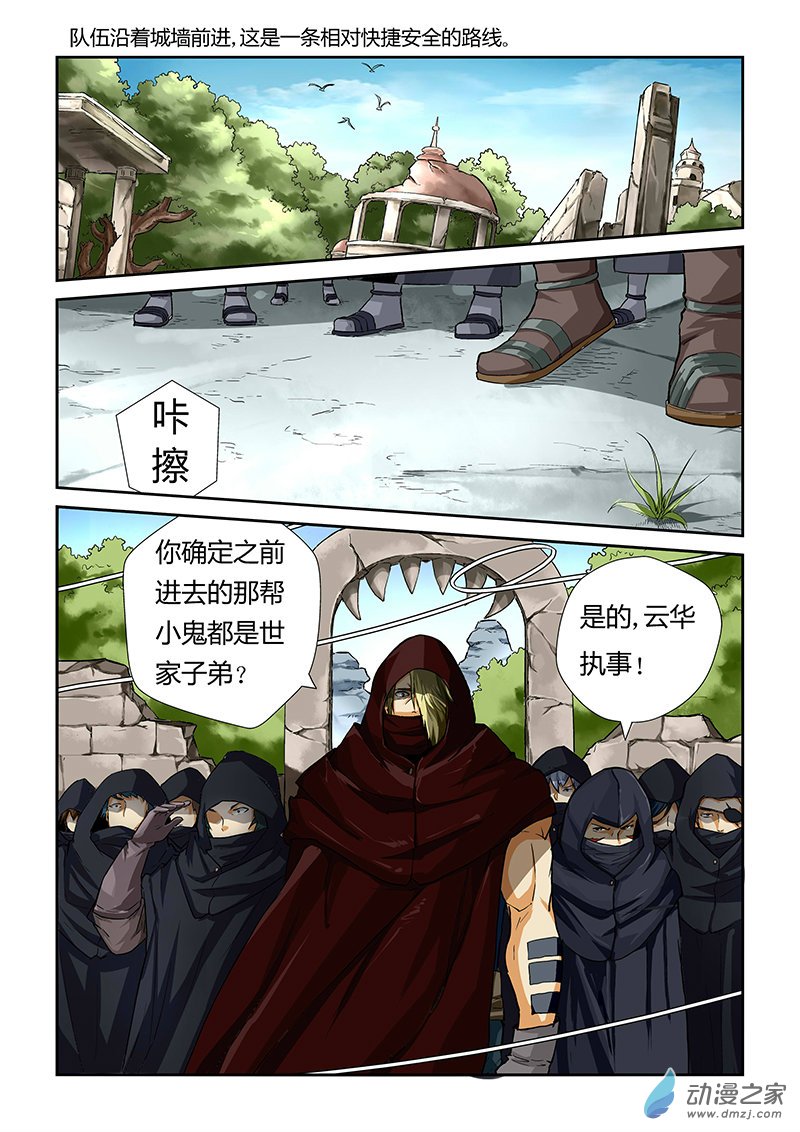 队伍沿着城墙前进,这是一条相对快捷安全的路线。
咔
擦
你确定之前
进去的那帮
小鬼都是世
家子弟?
是的,云华
执事!
动漫之家
www.dmzj.com